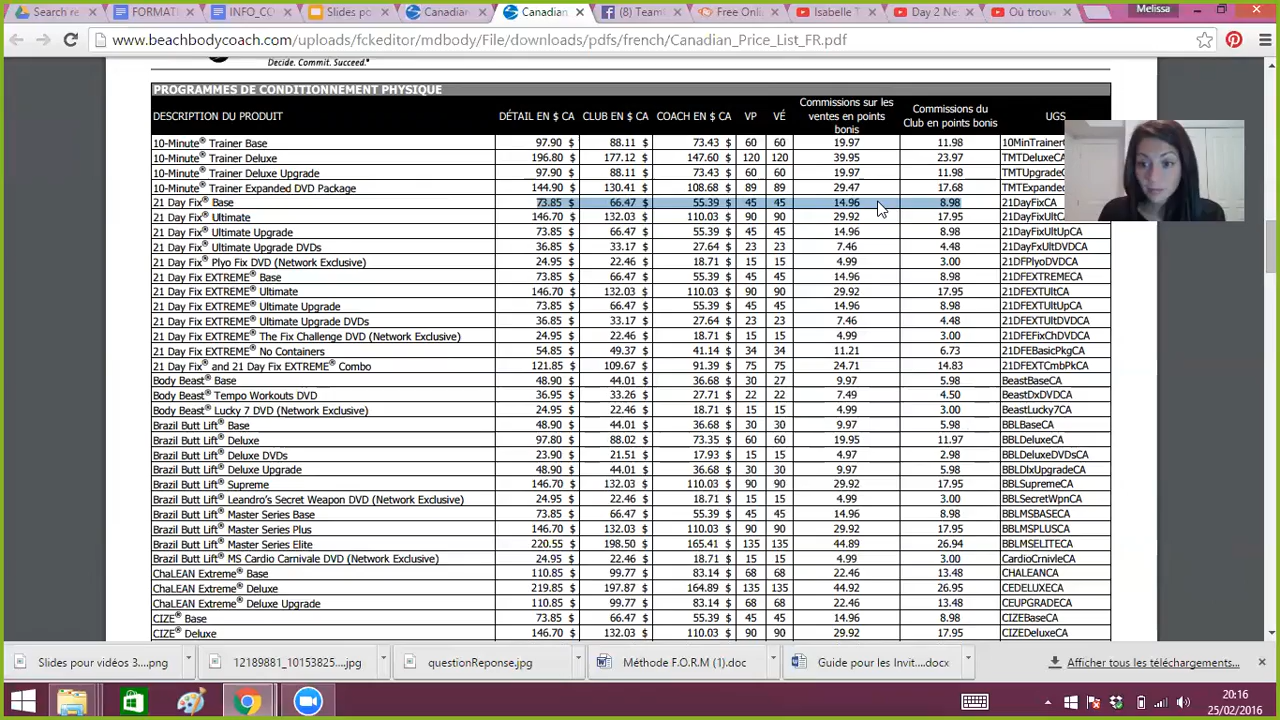 Search re
FORMATI
INFO_CO
Slides po
Canadian
Canadian
(8) Team
Free Onli
Isabelle T
Day 2 Ne
Où trouv
Melissa
www.beachbodycoach.com/uploads/fckeditor/mdbody/File/downloads/pdfs/french/Canadian_Price_List_FR.pdf
Decide. Commit. Succeed.®
PROGRAMMES DE CONDITIONNEMENT PHYSIQUE
DESCRIPTION DU PRODUIT DÉTAIL EN $ CA CLUB EN $ CA COACH EN $ CA VP VÉ Commissions sur les ventes en points bonis Commissions du Club en points bonis UGS
10-Minute® Trainer Base 97.90 $ 88.11 $ 73.43 $ 60 60 19.97 11.98 10MinTrainerC
10-Minute® Trainer Deluxe 196.80 $ 177.12 $ 147.60 $ 120 120 39.95 23.97 TMTDeluxeCA
10-Minute® Trainer Deluxe Upgrade 97.90 $ 88.11 $ 73.43 $ 60 60 19.97 11.98 TMTUpgradeC
10-Minute® Trainer Expanded DVD Package 144.90 $ 130.41 $ 108.68 $ 89 89 29.47 17.68 TMTExpanded
21 Day Fix® Base 73.85 $ 66.47 $ 55.39 $ 45 45 14.96 8.98 21DayFixCA
21 Day Fix® Ultimate 146.70 $ 132.03 $ 110.03 $ 90 90 29.92 17.95 21DayFixUltCA
21 Day Fix® Ultimate Upgrade 73.85 $ 66.47 $ 55.39 $ 45 45 14.96 8.98 21DayFixUltUpCA
21 Day Fix® Ultimate Upgrade DVDs 36.85 $ 33.17 $ 27.64 $ 23 23 7.46 4.48 21DayFixUltDVDCA
21 Day Fix® Plyo Fix DVD (Network Exclusive) 24.95 $ 22.46 $ 18.71 $ 15 15 4.99 3.00 21DFixPlyoDVDCA
21 Day Fix EXTREME® Base 73.85 $ 66.47 $ 55.39 $ 45 45 14.96 8.98 21DFEXTREMECA
21 Day Fix EXTREME® Ultimate 146.70 $ 132.03 $ 110.03 $ 90 90 29.92 17.95 21DFEXTUltCA
21 Day Fix EXTREME® Ultimate Upgrade 73.85 $ 66.47 $ 55.39 $ 45 45 14.96 8.98 21DFEXTUltUpCA
21 Day Fix EXTREME® Ultimate Upgrade DVDs 36.85 $ 33.17 $ 27.64 $ 23 23 7.46 4.48 21DFEXTUltDVDCA
21 Day Fix EXTREME® The Fix Challenge DVD (Network Exclusive) 24.95 $ 22.46 $ 18.71 $ 15 15 4.99 3.00 21DFEFixChDVDCA
21 Day Fix EXTREME® No Containers 54.85 $ 49.37 $ 41.14 $ 34 34 11.21 6.73 21DFEBasicPkgCA
21 Day Fix® and 21 Day Fix EXTREME® Combo 121.85 $ 109.67 $ 91.39 $ 75 75 24.71 14.83 21DFEXTCmbPkCA
Body Beast® Base 48.90 $ 44.01 $ 36.68 $ 30 27 9.97 5.98 BeastBaseCA
Body Beast® Tempo Workouts DVD 36.95 $ 33.26 $ 27.71 $ 22 22 7.49 4.50 BeastDxDVDCA
Body Beast® Lucky 7 DVD (Network Exclusive) 24.95 $ 22.46 $ 18.71 $ 15 15 4.99 3.00 BeastLucky7CA
Brazil Butt Lift® Base 48.90 $ 44.01 $ 36.68 $ 30 30 9.97 5.98 BBLBaseCA
Brazil Butt Lift® Deluxe 97.80 $ 88.02 $ 73.35 $ 60 60 19.95 11.97 BBLDeluxeCA
Brazil Butt Lift® Deluxe DVDs 23.90 $ 21.51 $ 17.93 $ 15 15 4.97 2.98 BBLDeluxeDVDsCA
Brazil Butt Lift® Deluxe Upgrade 48.90 $ 44.01 $ 36.68 $ 30 30 9.97 5.98 BBLDlxUpgradeCA
Brazil Butt Lift® Supreme 146.70 $ 132.03 $ 110.03 $ 90 90 29.92 17.95 BBLSupremeCA
Brazil Butt Lift® Leandro's Secret Weapon DVD (Network Exclusive) 24.95 $ 22.46 $ 18.71 $ 15 15 4.99 3.00 BBLSecretWpnCA
Brazil Butt Lift® Master Series Base 73.85 $ 66.47 $ 55.39 $ 45 45 14.96 8.98 BBLMSBASECA
Brazil Butt Lift® Master Series Plus 146.70 $ 132.03 $ 110.03 $ 90 90 29.92 17.95 BBLMSPLUSCA
Brazil Butt Lift® Master Series Elite 220.55 $ 198.50 $ 165.41 $ 135 135 44.89 26.94 BBLMSELITECA
Brazil Butt Lift® MS Cardio Carnivale DVD (Network Exclusive) 24.95 $ 22.46 $ 18.71 $ 15 15 4.99 3.00 CardioCrnivleCA
ChaLEAN Extreme® Base 110.85 $ 99.77 $ 83.14 $ 68 68 22.46 13.48 CHALEANCA
ChaLEAN Extreme® Deluxe 219.85 $ 197.87 $ 164.89 $ 135 135 44.92 26.95 CEDELUXECA
ChaLEAN Extreme® Deluxe Upgrade 110.85 $ 99.77 $ 83.14 $ 68 68 22.46 13.48 CEUPGRADECA
CIZE® Base 73.85 $ 66.47 $ 55.39 $ 45 45 14.96 8.98 CIZEBaseCA
CIZE® Deluxe 146.70 $ 132.03 $ 110.03 $ 90 90 29.92 17.95 CIZEDeluxeCA
Slides pour vidéos 3....png
12189881_10153825....jpg
questionReponse.jpg
Méthode F.O.R.M (1).doc
Guide pour les Invit....docx
Afficher tous les téléchargements...
20:16
25/02/2016